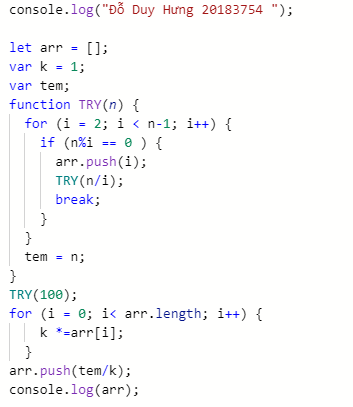 console.log("Đỗ Duy Hưng 20183754 ");

let arr = [];
var k = 1;
var tem;
function TRY(n) {
  for (i = 2; i < n-1; i++) {
    if (n%i == 0 ) {
      arr.push(i);
      TRY(n/i);
      break;
    }
  }
  tem = n;
}
TRY(100);
for (i = 0; i< arr.length; i++) {
    k *=arr[i];
  }
arr.push(tem/k);
console.log(arr);